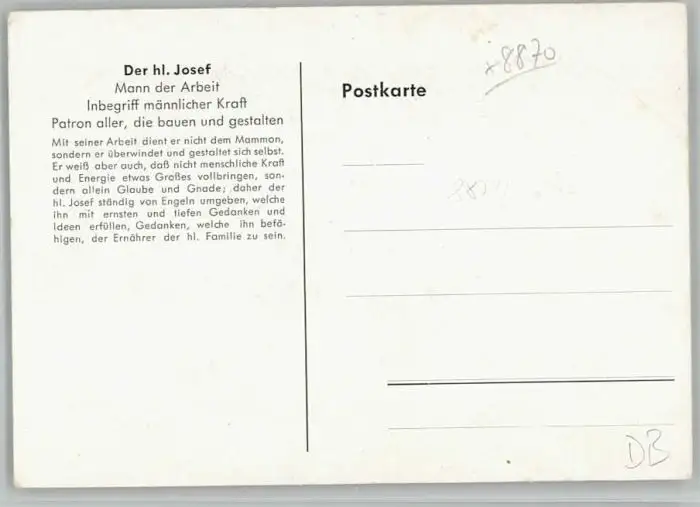 Der hl. Josef
Mann der Arbeit
Inbegriff männlicher Kraft
Patron aller, die bauen und gestalten
Mit seiner Arbeit dient er nicht dem Mammon,
sondern er überwindet und gestaltet sich selbst.
Er weiß aber auch, daß nicht menschliche Kraft
und Energie etwas Großes vollbringen, son-
dern allein Glaube und Gnade; daher der
hl. Josef ständig von Engeln umgeben, welche
ihn mit ernsten und tiefen Gedanken und
Ideen erfüllen, Gedanken, welche ihn befä-
higen, der Ernährer der hl. Familie zu sein.
Postkarte
*8870
DB